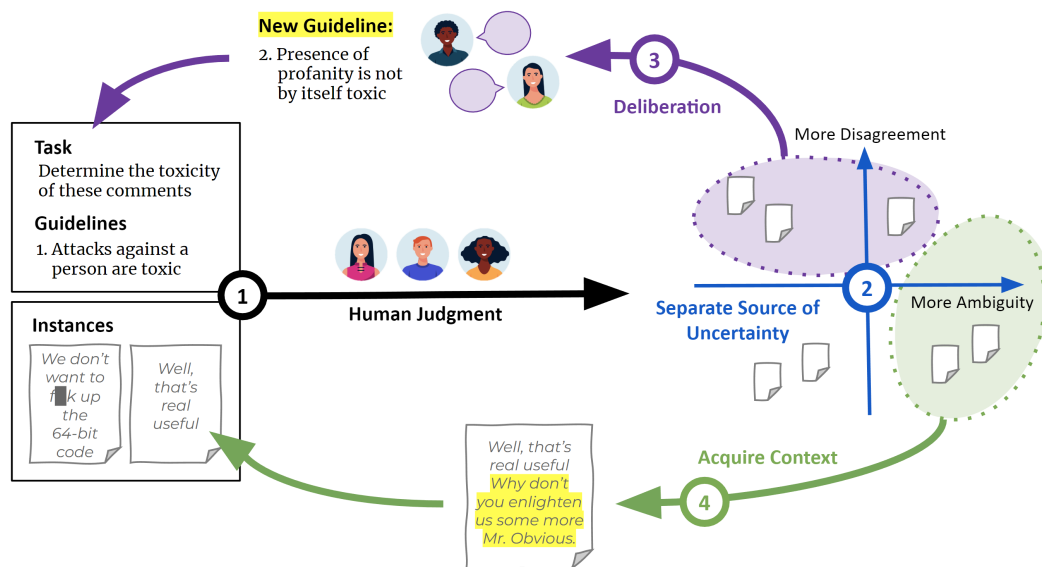 New Guideline:
2. Presence of
profanity is not
by itself toxic
3
Deliberation
More Disagreement
Task
Determine the toxicity
of these comments
Guidelines
1. Attacks against a
person are toxic
1
Human Judgment
2
Separate Source of
Uncertainty
More Ambiguity
Instances
We don't
want to
f k up
the
64-bit
code
Well,
that's
real
useful
Well, that's
real useful
Why don't
you enlighten
us some more
Mr. Obvious.
Acquire Context
4